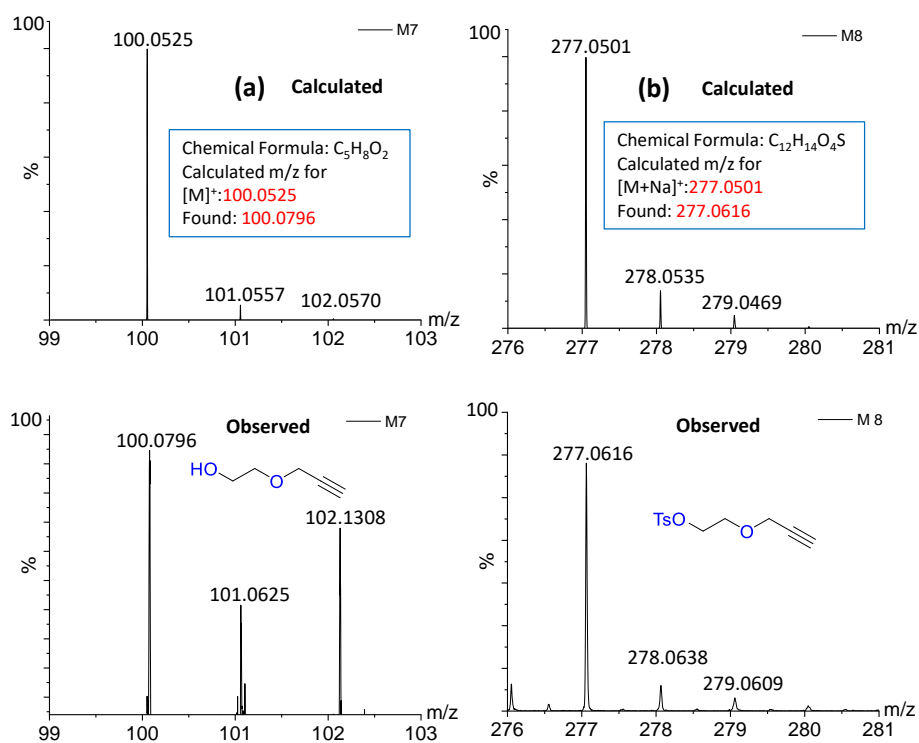 100
100.0525
M7
(a) Calculated
Chemical Formula: C₅H₈O₂
Calculated m/z for
[M]⁺:100.0525
Found: 100.0796
%
101.0557
102.0570
m/z
99 100 101 102 103
100
277.0501
M8
(b) Calculated
Chemical Formula: C₁₂H₁₄O₄S
Calculated m/z for
[M+Na]⁺:277.0501
Found: 277.0616
%
278.0535
279.0469
m/z
276 277 278 279 280 281
100
M7
Observed
100.0796
HO
O
102.1308
%
101.0625
m/z
99 100 101 102 103
100
M 8
Observed
277.0616
TsO
O
%
278.0638
279.0609
m/z
276 277 278 279 280 281